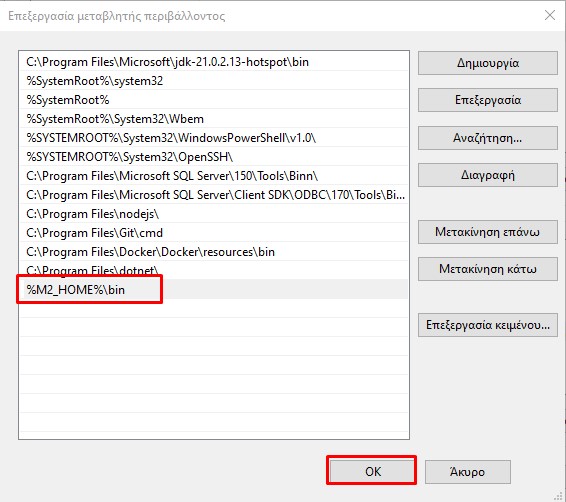 Επεξεργασία μεταβλητής περιβάλλοντος
C:\Program Files\Microsoft\jdk-21.0.2.13-hotspot\bin
%SystemRoot%\system32
%SystemRoot%
%SystemRoot%\System32\Wbem
%SYSTEMROOT%\System32\WindowsPowerShell\v1.0\
%SYSTEMROOT%\System32\OpenSSH\
C:\Program Files\Microsoft SQL Server\150\Tools\Binn\
C:\Program Files\Microsoft SQL Server\Client SDK\ODBC\170\Tools\Bi...
C:\Program Files\nodejs\
C:\Program Files\Git\cmd
C:\Program Files\Docker\Docker\resources\bin
C:\Program Files\dotnet\
%M2_HOME%\bin
Δημιουργία
Επεξεργασία
Αναζήτηση...
Διαγραφή
Μετακίνηση επάνω
Μετακίνηση κάτω
Επεξεργασία κειμένου...
OK
Άκυρο